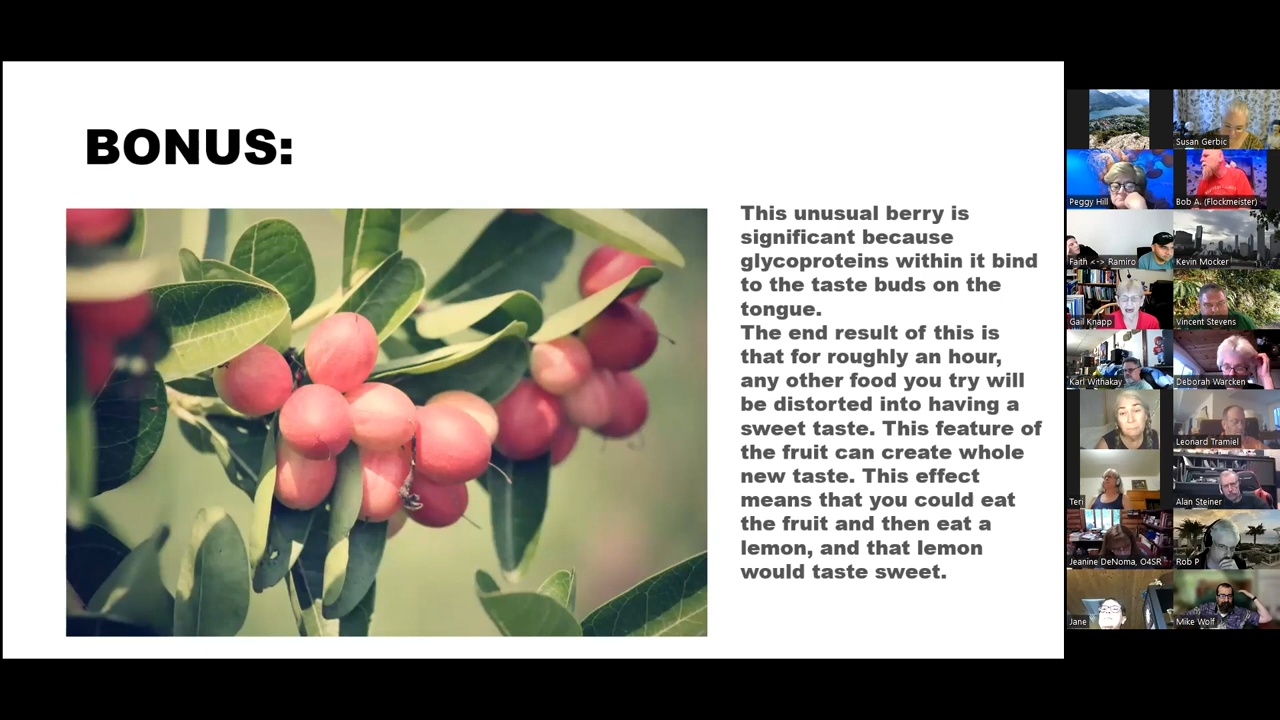 BONUS:
This unusual berry is
significant because
glycoproteins within it bind
to the taste buds on the
tongue.
The end result of this is
that for roughly an hour,
any other food you try will
be distorted into having a
sweet taste. This feature of
the fruit can create whole
new taste. This effect
means that you could eat
the fruit and then eat a
lemon, and that lemon
would taste sweet.
Susan Gerbic
Peggy Hill
Bob A. (Flockmeister)
Faith <-> Ramiro
Kevin Mocker
Gail Knapp
Vincent Stevens
Karl Withakay
Deborah Warcken
Leonard Tramiel
Teri
Alan Steiner
Jeanine DeNoma, O4SR
Rob P
Jane
Mike Wolf